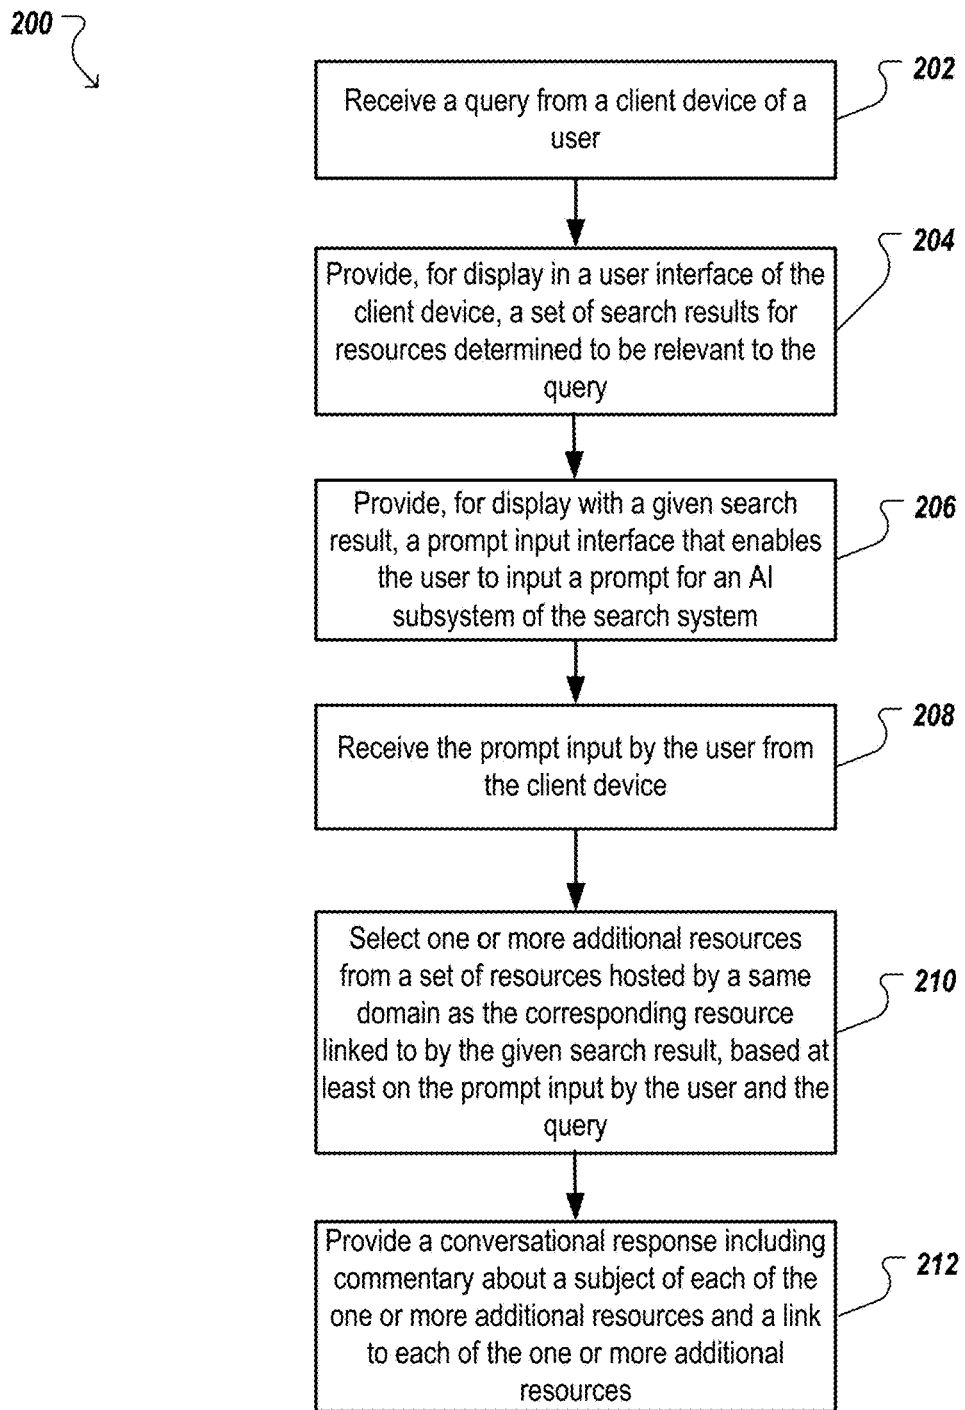 200
202
Receive a query from a client device of a
user
204
Provide, for display in a user interface of the
client device, a set of search results for
resources determined to be relevant to the
query
206
Provide, for display with a given search
result, a prompt input interface that enables
the user to input a prompt for an AI
subsystem of the search system
208
Receive the prompt input by the user from
the client device
210
Select one or more additional resources
from a set of resources hosted by a same
domain as the corresponding resource
linked to by the given search result, based at
least on the prompt input by the user and the
query
212
Provide a conversational response including
commentary about a subject of each of the
one or more additional resources and a link
to each of the one or more additional
resources